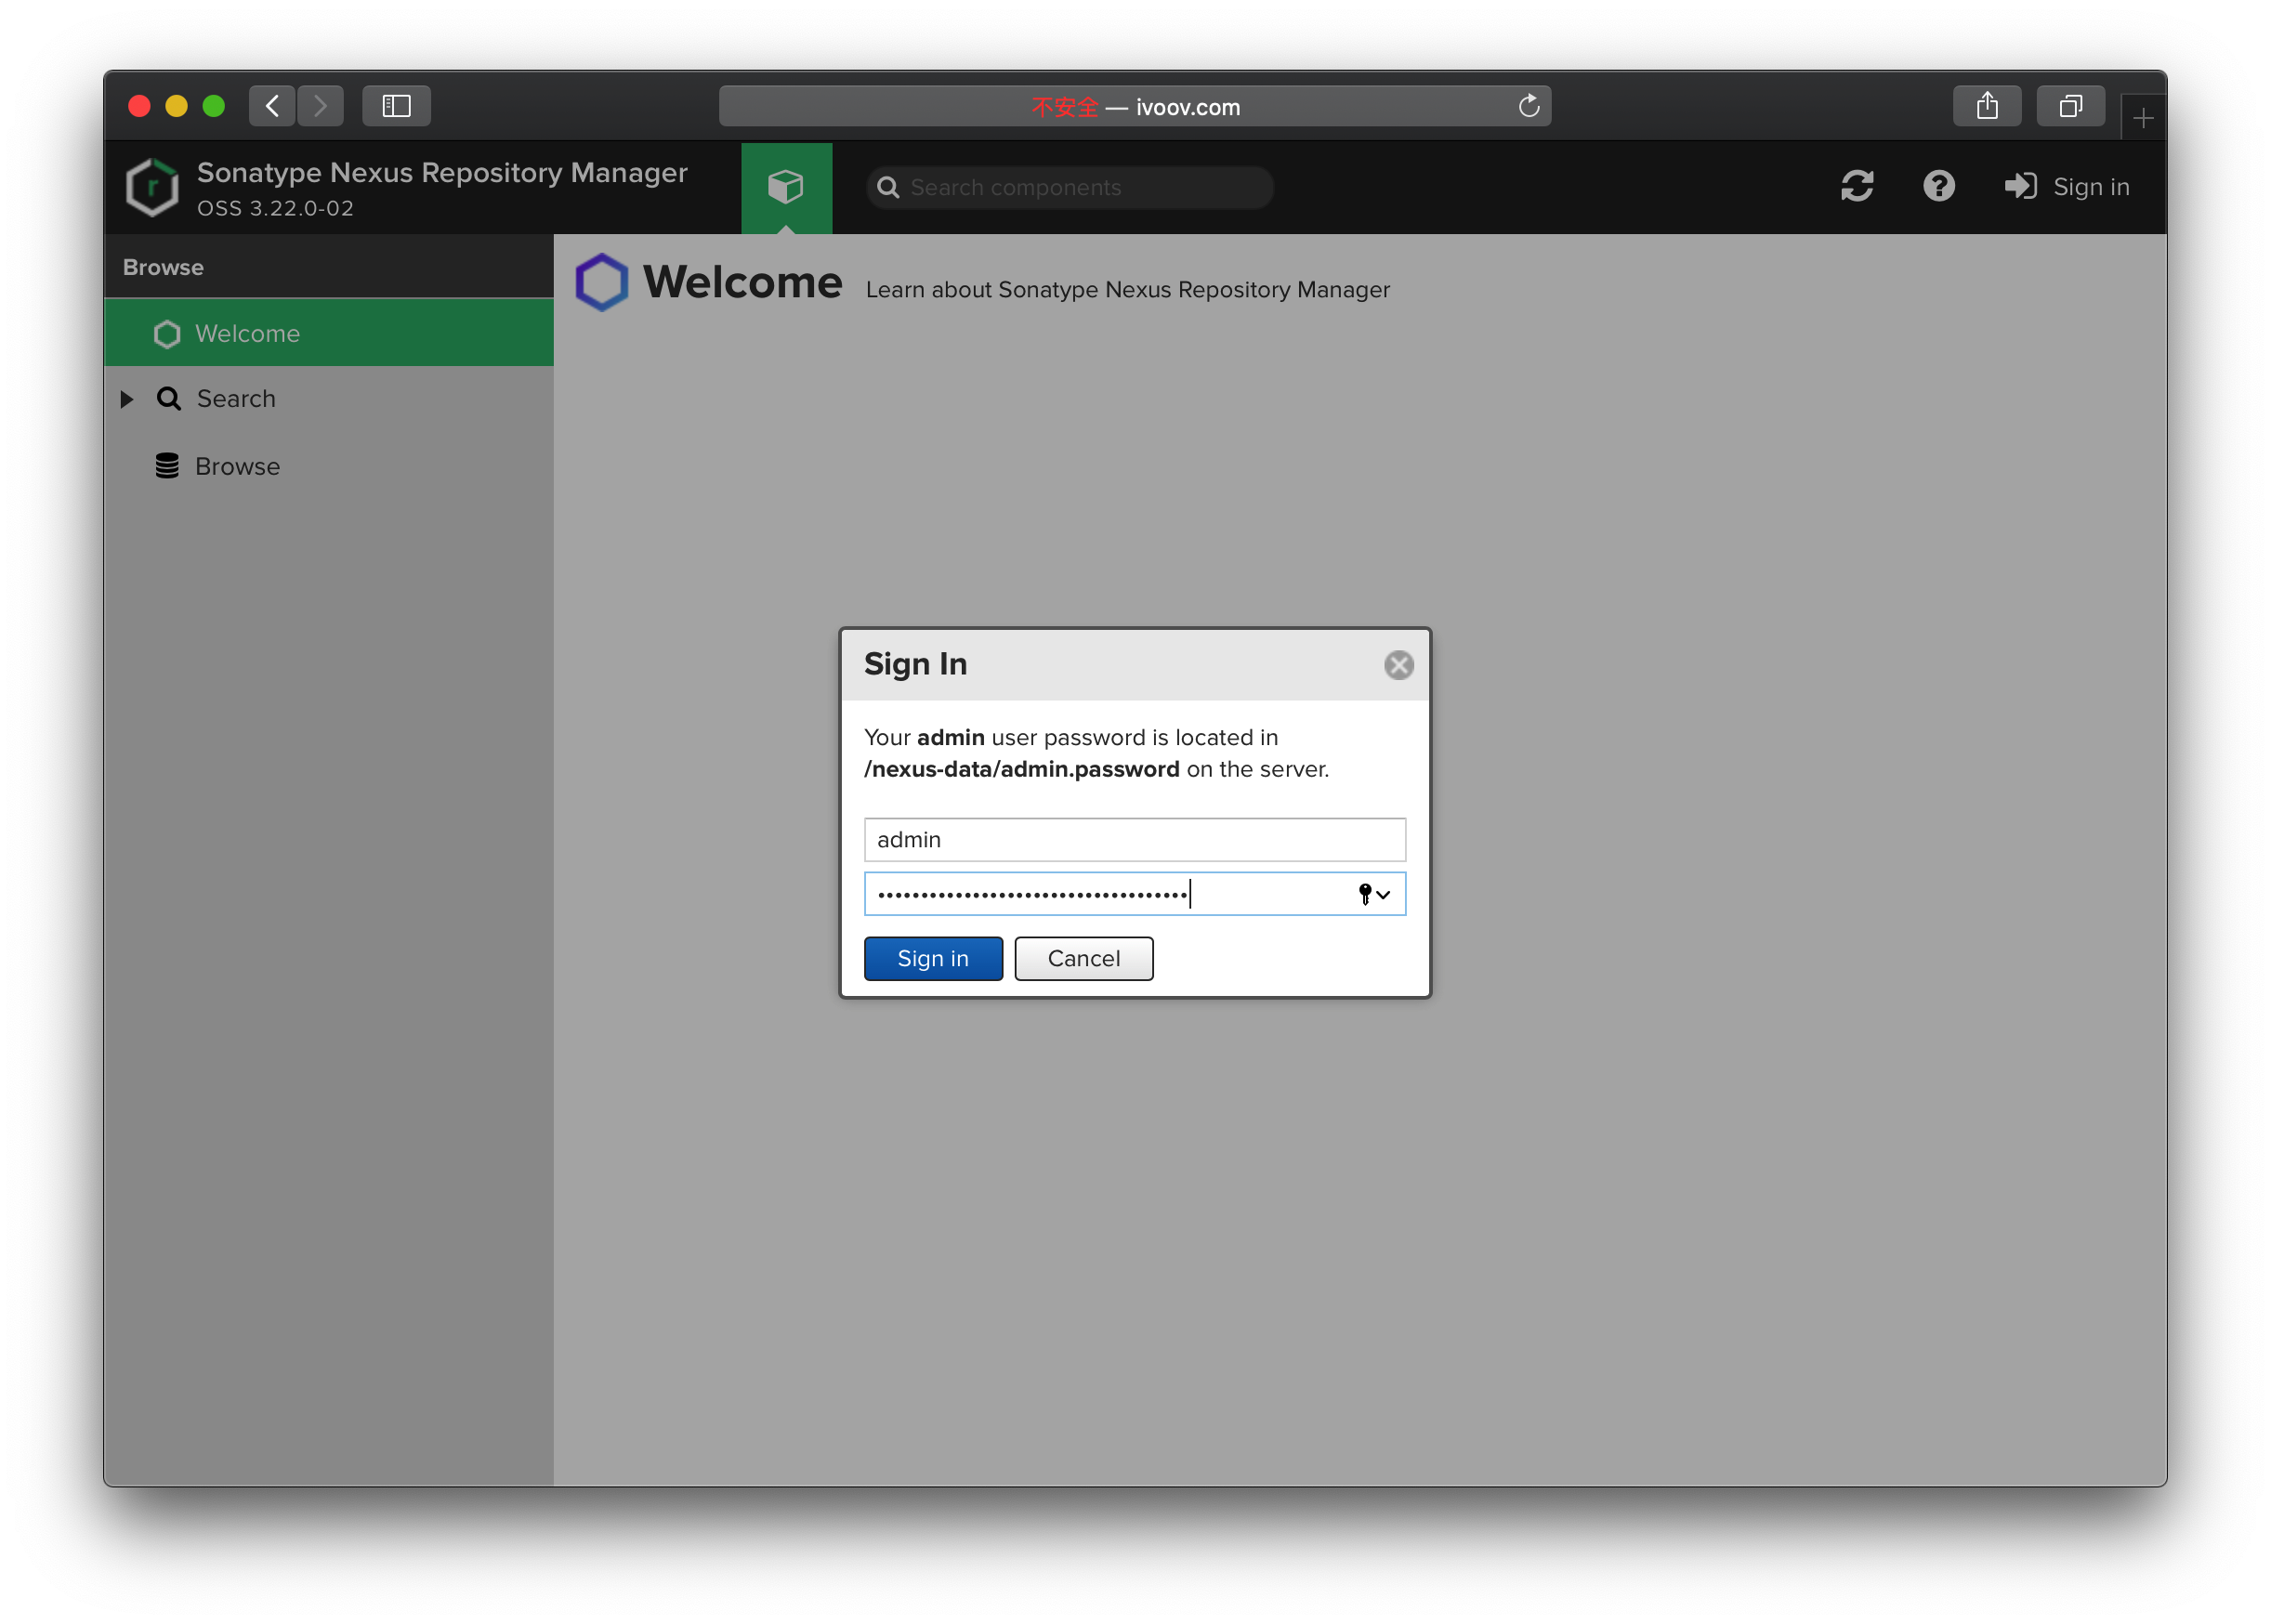 不安全 — ivoov.com
Sonatype Nexus Repository Manager
OSS 3.22.0-02
Search components
Sign in
Browse
Welcome
Search
Browse
Welcome Learn about Sonatype Nexus Repository Manager
Sign In
Your admin user password is located in
/nexus-data/admin.password on the server.
admin
Sign in
Cancel